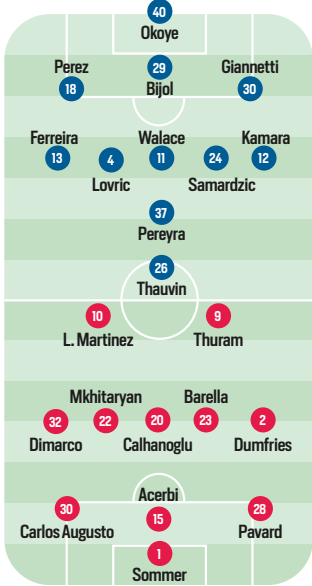 40
Okoye
Perez
29
Giannetti
18
Bijol
30
Ferreira
Walace
Kamara
13
4
11
24
12
Lovric
Samardzic
37
Pereyra
26
Thauvin
10
9
L. Martinez
Thuram
Mkhitaryan
Barella
32
22
20
23
2
Dimarco
Calhanoglu
Dumfries
Acerbi
30
15
28
Carlos Augusto
Pavard
1
Sommer